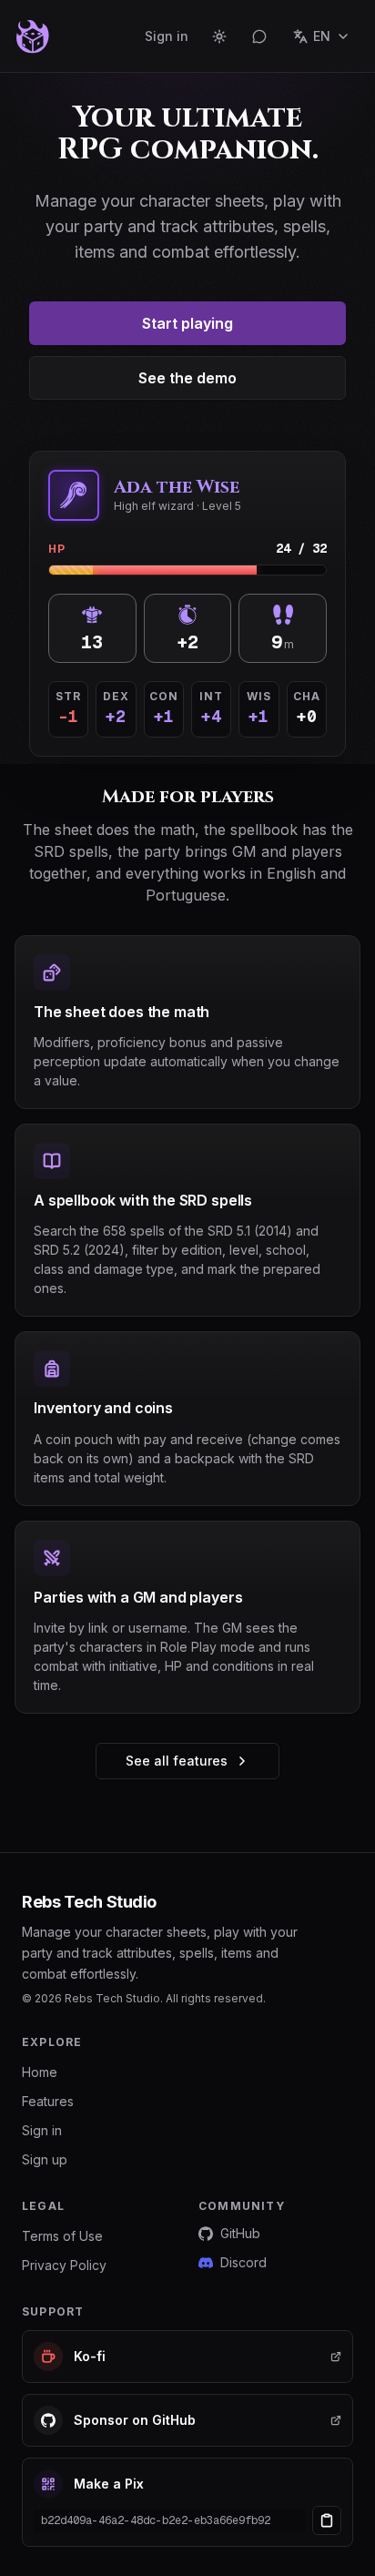 Sign in
EN
Your ultimate
RPG companion.
Manage your character sheets, play with
your party and track attributes, spells,
items and combat effortlessly.
Start playing
See the demo
Ada the Wise
High elf wizard · Level 5
HP
24 / 32
13
+2
9m
STR
DEX
CON
INT
WIS
CHA
-1
+2
+1
+4
+1
+0
Made for players
The sheet does the math, the spellbook has the
SRD spells, the party brings GM and players
together, and everything works in English and
Portuguese.
The sheet does the math
Modifiers, proficiency bonus and passive
perception update automatically when you change
a value.
A spellbook with the SRD spells
Search the 658 spells of the SRD 5.1 (2014) and
SRD 5.2 (2024), filter by edition, level, school,
class and damage type, and mark the prepared
ones.
Inventory and coins
A coin pouch with pay and receive (change comes
back on its own) and a backpack with the SRD
items and total weight.
Parties with a GM and players
Invite by link or username. The GM sees the
party's characters in Role Play mode and runs
combat with initiative, HP and conditions in real
time.
See all features
Rebs Tech Studio
Manage your character sheets, play with your
party and track attributes, spells, items and
combat effortlessly.
© 2026 Rebs Tech Studio. All rights reserved.
EXPLORE
Home
Features
Sign in
Sign up
LEGAL
Terms of Use
Privacy Policy
COMMUNITY
GitHub
Discord
SUPPORT
Ko-fi
Sponsor on GitHub
Make a Pix
b22d409a-46a2-48dc-b2e2-eb3a66e9fb92